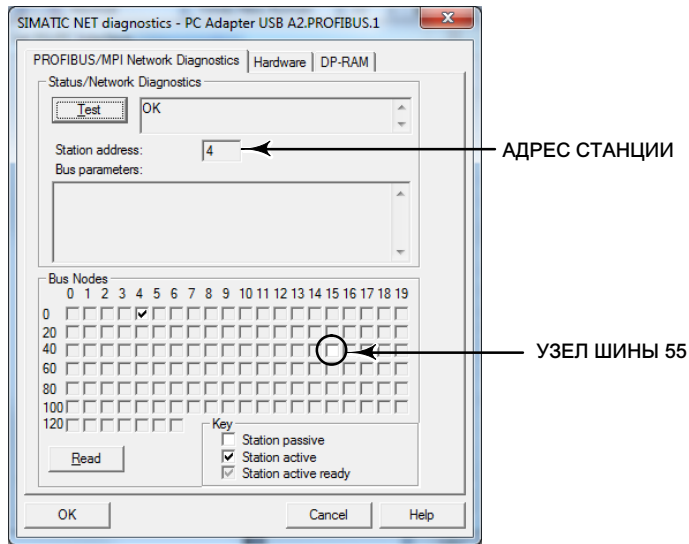 SIMATIC NET diagnostics - PC Adapter USB A2.PROFIBUS.1
PROFIBUS/MPI Network Diagnostics Hardware DP-RAM
Status/Network Diagnostics
Test OK
Station address: 4 АДРЕС СТАНЦИИ
Bus parameters:
Bus Nodes
0 1 2 3 4 5 6 7 8 9 10 11 12 13 14 15 16 17 18 19
0
20
40 УЗЕЛ ШИНЫ 55
60
80
100
120
Key
Station passive
Read Station active
Station active ready
OK Cancel Help